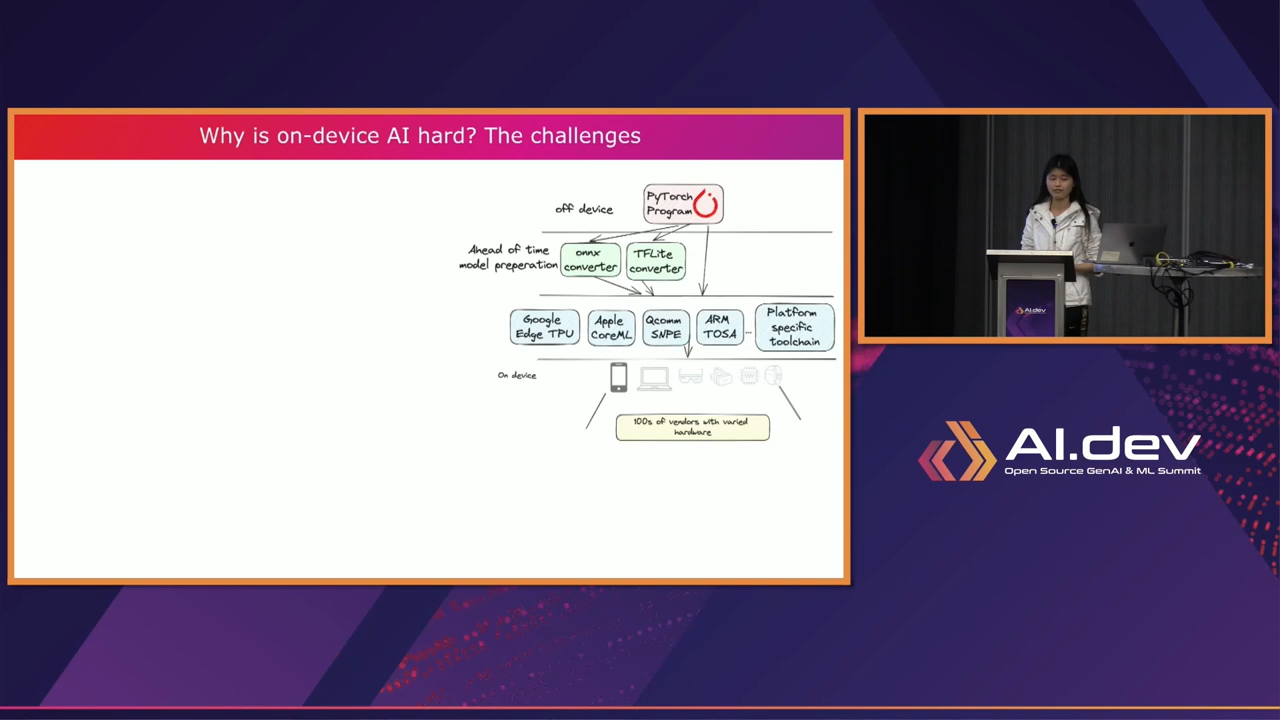 Why is on-device AI hard? The challenges
off device
PyTorch
Program
Ahead of time
model preperation
onnx
converter
TFLite
converter
Google
Edge TPU
Apple
CoreML
Qcomm
SNPE
ARM
TOSA
...
Platform
specific
toolchain
On device
100s of vendors with varied
hardware
AI.dev
AI.dev
Open Source GenAI & ML Summit